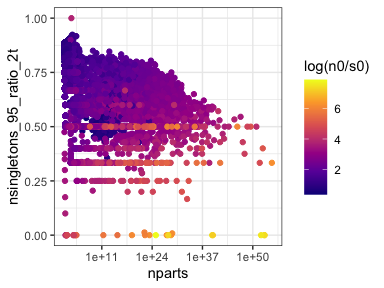 1.00
0.75
0.50
0.25
0.00
nsingletons_95_ratio_2t
1e+11
1e+24
1e+37
1e+50
nparts
log(n0/s0)
6
4
2